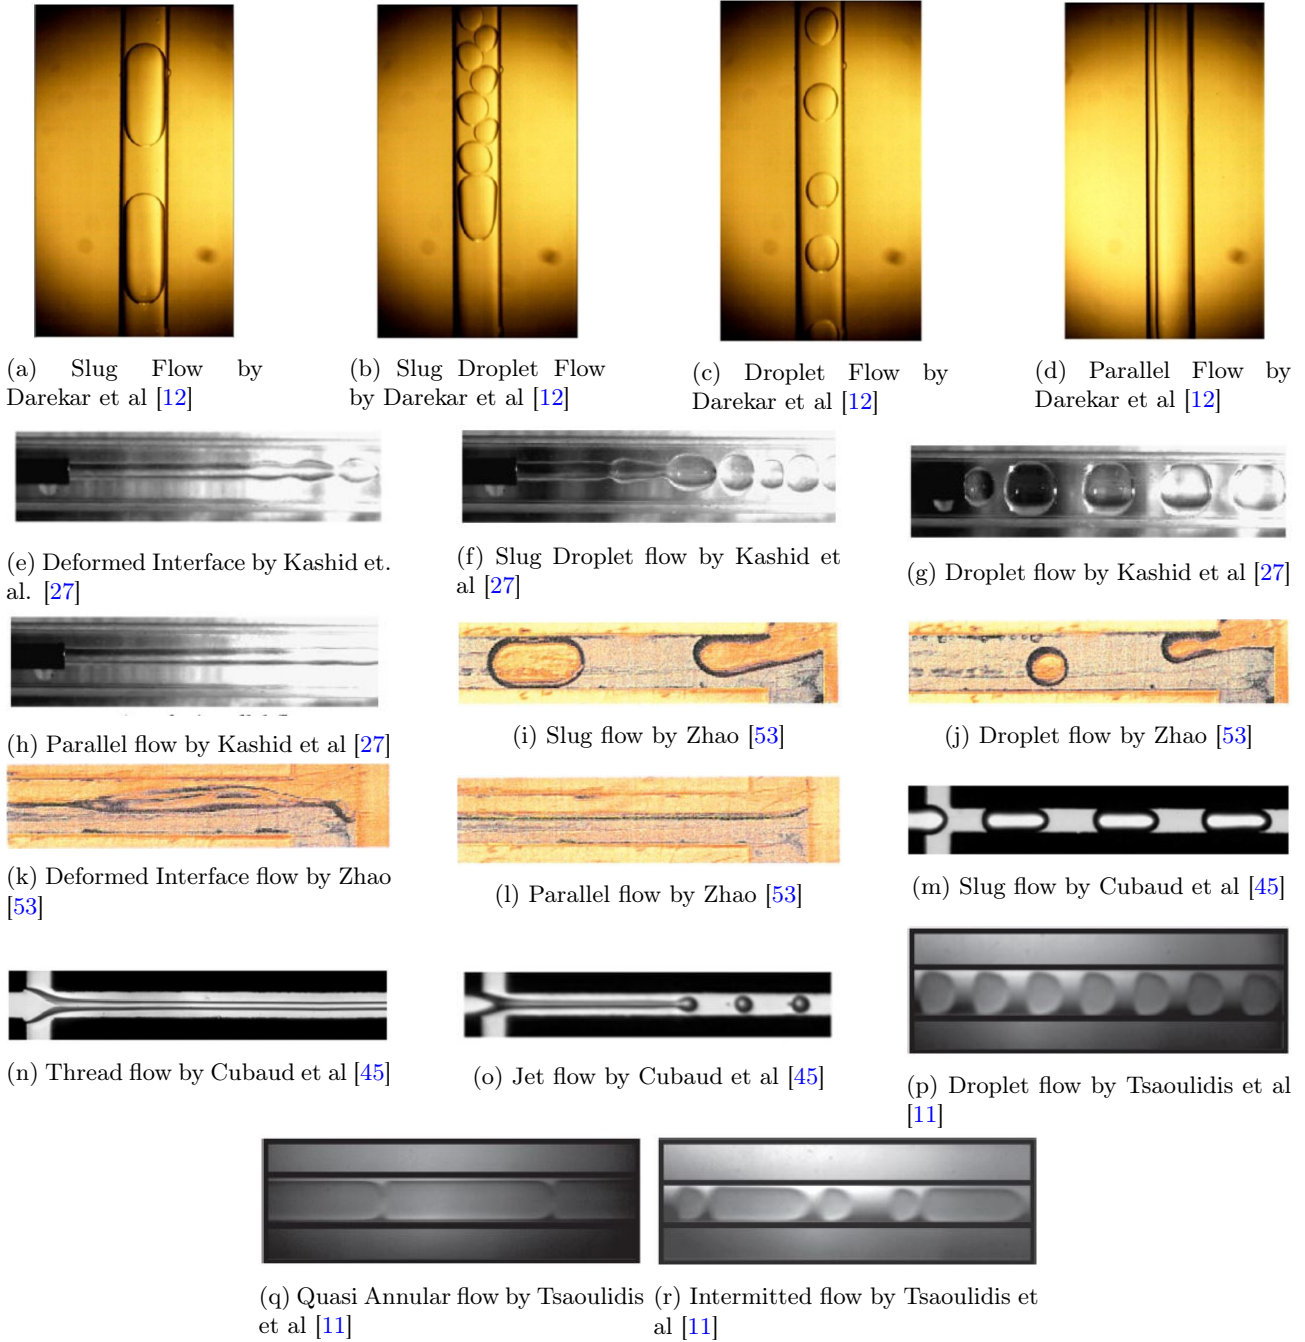 (a) Slug Flow by
Darekar et al [12]
(b) Slug Droplet Flow
by Darekar et al [12]
(c) Droplet Flow by
Darekar et al [12]
(d) Parallel Flow by
Darekar et al [12]
(e) Deformed Interface by Kashid et.
al. [27]
(f) Slug Droplet flow by Kashid et
al [27]
(g) Droplet flow by Kashid et al [27]
(h) Parallel flow by Kashid et al [27]
(i) Slug flow by Zhao [53]
(j) Droplet flow by Zhao [53]
(k) Deformed Interface flow by Zhao
[53]
(l) Parallel flow by Zhao [53]
(m) Slug flow by Cubaud et al [45]
(n) Thread flow by Cubaud et al [45]
(o) Jet flow by Cubaud et al [45]
(p) Droplet flow by Tsaoulidis et al
[11]
(q) Quasi Annular flow by Tsaoulidis
et al [11]
(r) Intermitted flow by Tsaoulidis et
al [11]